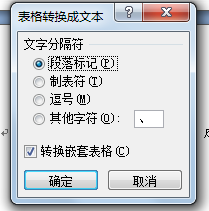 表格转换成文本
文字分隔符
段落标记(P)
制表符(T)
逗号(M)
其他字符(O): 、
转换嵌套表格(C)
确定 取消